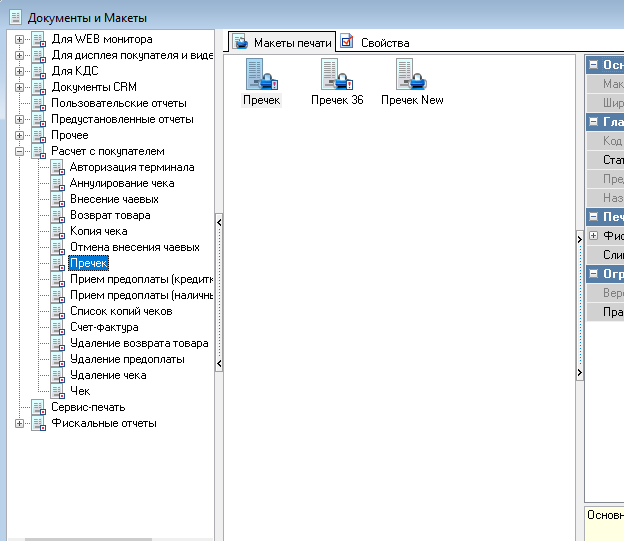 Документы и Макеты
Для WEB монитора
Для дисплея покупателя и виде
Для КДС
Документы CRM
Пользовательские отчеты
Предустановленные отчеты
Прочее
Расчет с покупателем
Авторизация терминала
Аннулирование чека
Внесение чаевых
Возврат товара
Копия чека
Отмена внесения чаевых
Пречек
Прием предоплаты (кредитк
Прием предоплаты (наличны
Список копий чеков
Счет-фактура
Удаление возврата товара
Удаление предоплаты
Удаление чека
Чек
Сервис-печать
Фискальные отчеты
Макеты печати Свойства
Пречек Пречек 36 Пречек New
Осн
Мак
Шир
Гла
Код
Стат
Пред
Наз
Печ
Фис
Слип
Огр
Верс
Пра
Основн